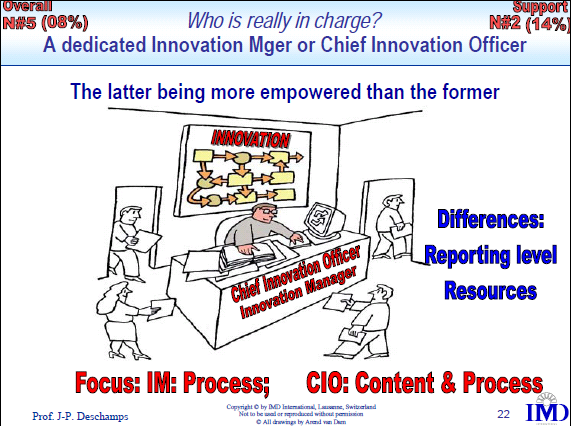 Overall
N#5 (08%)
Who is really in charge?
Support
N#2 (14%)
A dedicated Innovation Mger or Chief Innovation Officer
The latter being more empowered than the former
INNOVATION
Chief Innovation Officer
Innovation Manager
Differences:
Reporting level
Resources
Focus: IM: Process; CIO: Content & Process
Prof. J-P. Deschamps
Copyright © by IMD International, Lausanne, Switzerland
Not to be used or reproduced without permission
© All drawings by Arend van Dam
22
IMD